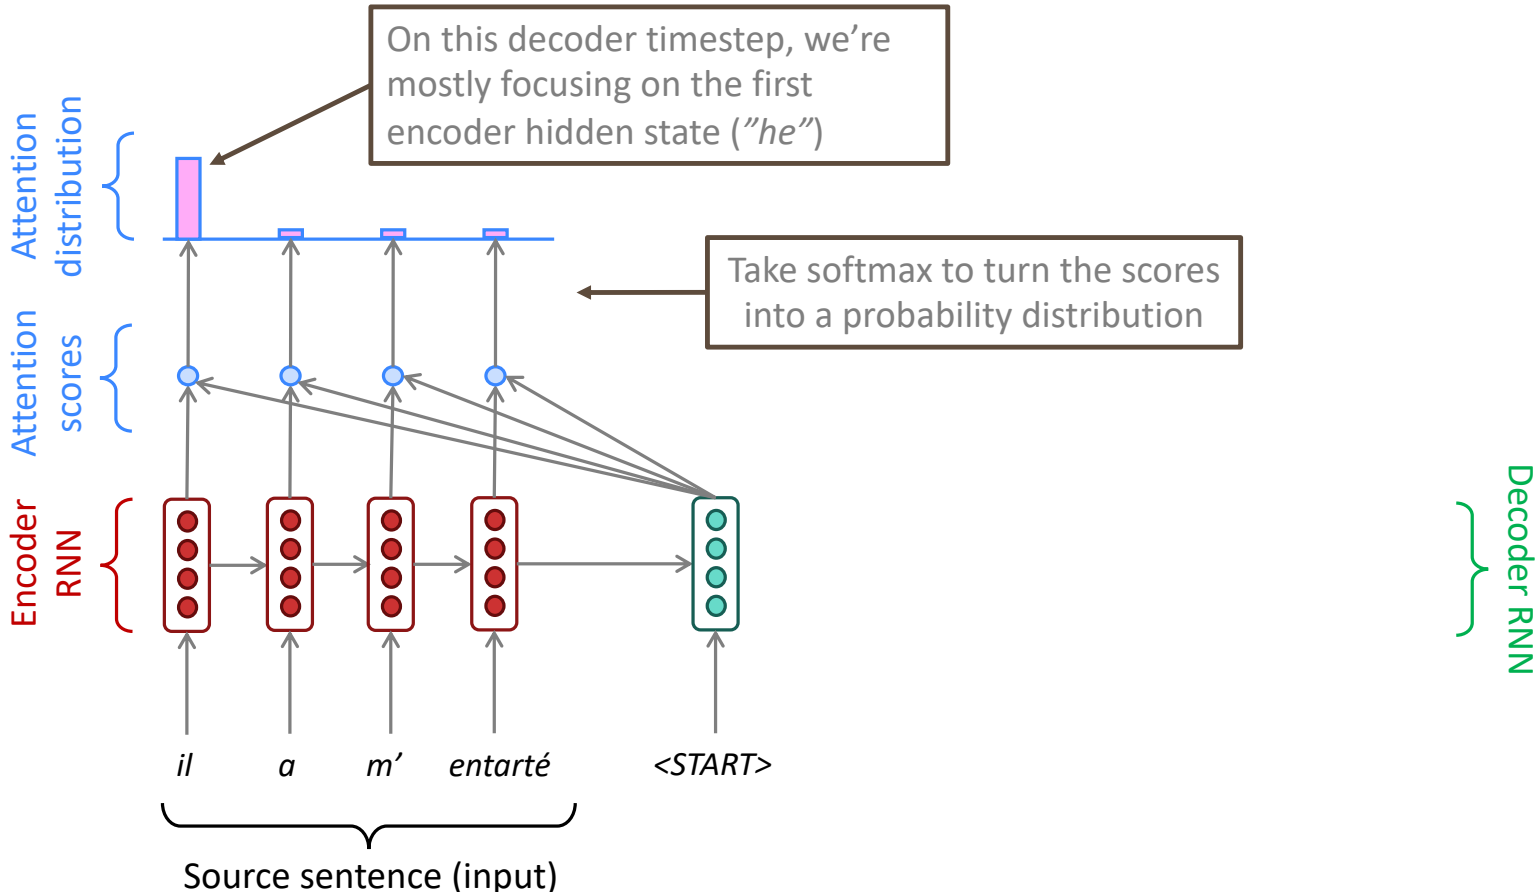 On this decoder timestep, we’re
mostly focusing on the first
encoder hidden state (”he”)
Attention
distribution
Take softmax to turn the scores
into a probability distribution
Attention
scores
Encoder
RNN
Decoder RNN
il a m’ entarté <START>
Source sentence (input)